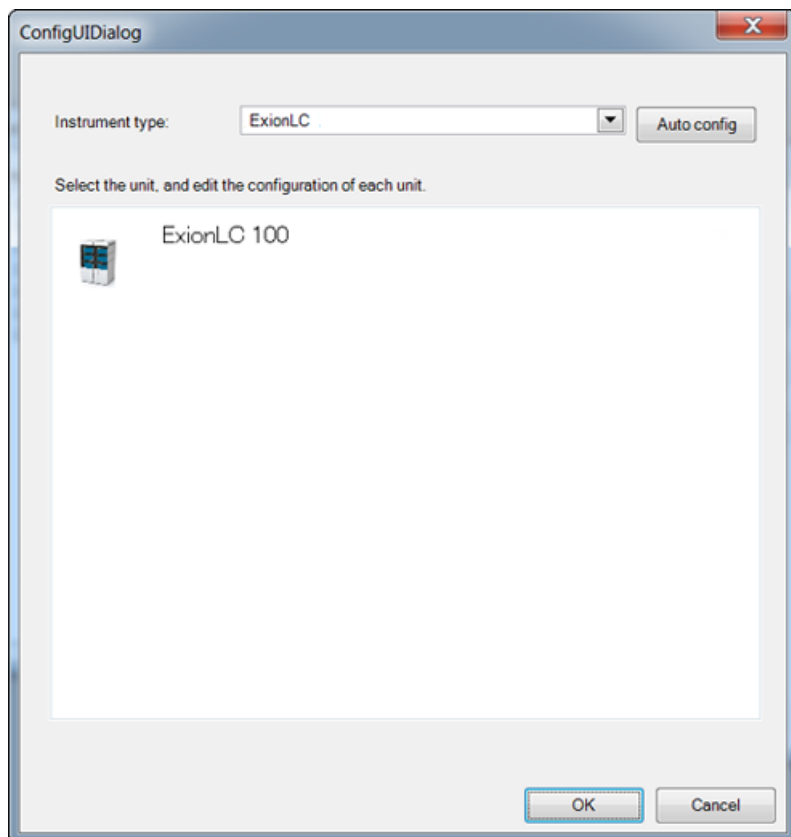 ConfigUIDialog
Instrument type:
ExionLC
Auto config
Select the unit, and edit the configuration of each unit.
ExionLC 100
OK
Cancel